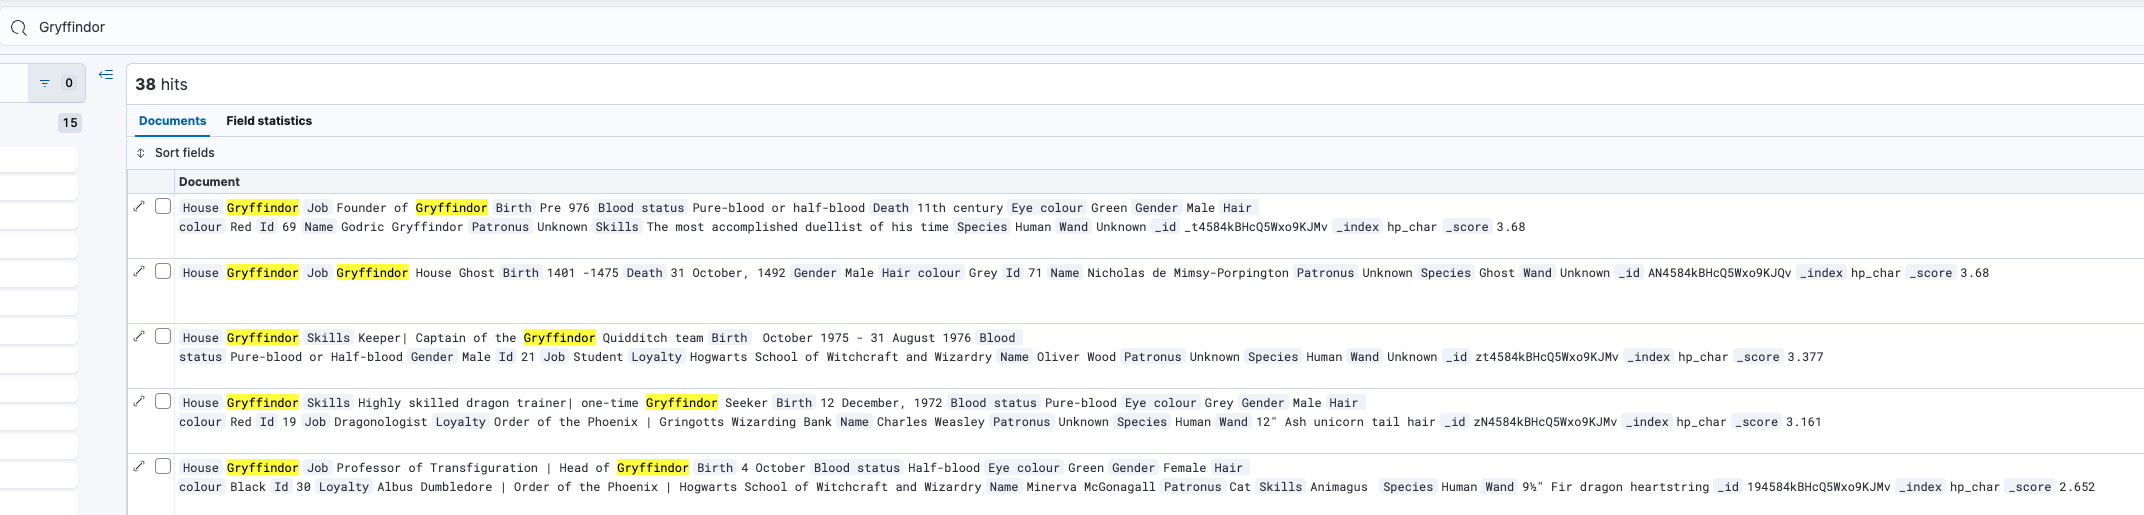 Gryffindor
0
38 hits
15
Documents Field statistics
Sort fields
Document
House Gryffindor Job Founder of Gryffindor Birth Pre 976 Blood status Pure-blood or half-blood Death 11th century Eye colour Green Gender Male Hair
colour Red Id 69 Name Godric Gryffindor Patronus Unknown Skills The most accomplished duellist of his time Species Human Wand Unknown _id _t4584kBHcQ5Wxo9KJMv _index hp_char _score 3.68
House Gryffindor Job Gryffindor House Ghost Birth 1401 -1475 Death 31 October, 1492 Gender Male Hair colour Grey Id 71 Name Nicholas de Mimsy-Porpington Patronus Unknown Species Ghost Wand Unknown _id AN4584kBHcQ5Wxo9KJQv _index hp_char _score 3.68
House Gryffindor Skills Keeper| Captain of the Gryffindor Quidditch team Birth October 1975 - 31 August 1976 Blood
status Pure-blood or Half-blood Gender Male Id 21 Job Student Loyalty Hogwarts School of Witchcraft and Wizardry Name Oliver Wood Patronus Unknown Species Human Wand Unknown _id zt4584kBHcQ5Wxo9KJMv _index hp_char _score 3.377
House Gryffindor Skills Highly skilled dragon trainer| one-time Gryffindor Seeker Birth 12 December, 1972 Blood status Pure-blood Eye colour Grey Gender Male Hair
colour Red Id 19 Job Dragonologist Loyalty Order of the Phoenix | Gringotts Wizarding Bank Name Charles Weasley Patronus Unknown Species Human Wand 12" Ash unicorn tail hair _id zN4584kBHcQ5Wxo9KJMv _index hp_char _score 3.161
House Gryffindor Job Professor of Transfiguration | Head of Gryffindor Birth 4 October Blood status Half-blood Eye colour Green Gender Female Hair
colour Black Id 30 Loyalty Albus Dumbledore | Order of the Phoenix | Hogwarts School of Witchcraft and Wizardry Name Minerva McGonagall Patronus Cat Skills Animagus Species Human Wand 9½" Fir dragon heartstring _id 194584kBHcQ5Wxo9KJMv _index hp_char _score 2.652